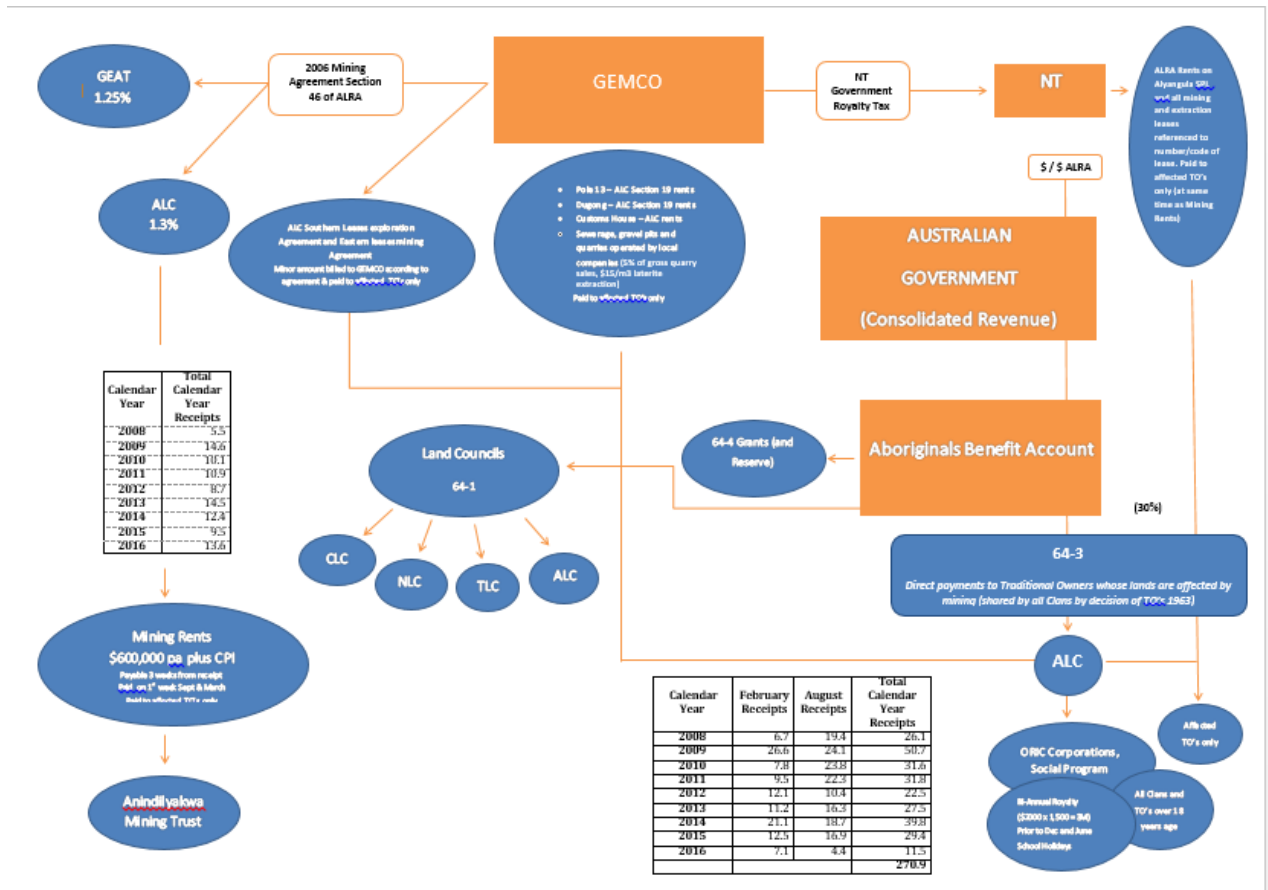 GEAT
1.25%
2006 Mining
Agreement Section
46 of ALRA
GEMCO
NT
Government
Royalty Tax
NT
ALRA Rents on
Alyangula SPL
and all mining
and extraction
leases
referenced to
number/code of
lease. Paid to
affected TO's
only (at same
time as Mining
Rents)
$ / $ ALRA
ALC
1.3%
ALC Southern Leases exploration
Agreement and Eastern leases mining
Agreement
Minor amount billed to GEMCO according to
agreement & paid to affected TO's only
• Pole 13 – ALC Section 19 rents
• Dugong – ALC Section 19 rents
• Customs House – ALC rents
○ Sewerage, gravel pits and
quarries operated by local
companies (5% of gross quarry
sales, $15/m3 laterite
extraction)
Paid to affected TO's only
AUSTRALIAN
GOVERNMENT
(Consolidated Revenue)
Calendar Year Total Calendar Year Receipts
2008 5.5
2009 14.6
2010 10.1
2011 10.9
2012 8.7
2013 14.5
2014 12.4
2015 9.5
2016 13.6
Land Councils
64-1
64-4 Grants (and
Reserve)
Aboriginals Benefit Account
(30%)
CLC
NLC
TLC
ALC
64-3
Direct payments to Traditional Owners whose lands are affected by
mining (shared by all Clans by decision of TO's 1963)
Mining Rents
$600,000 pa plus CPI
Payable 3 weeks from receipt
Paid on 1st week Sept & March
Paid to affected TO's only
ALC
Calendar Year February Receipts August Receipts Total Calendar Year Receipts
2008 6.7 19.4 26.1
2009 26.6 24.1 50.7
2010 7.8 23.8 31.6
2011 9.5 22.3 31.8
2012 12.1 10.4 22.5
2013 11.2 16.3 27.5
2014 21.1 18.7 39.8
2015 12.5 16.9 29.4
2016 7.1 4.4 11.5
270.9
Affected
TO's only
ORIC Corporations,
Social Program
Anindilyakwa
Mining Trust
Bi-Annual Royalty
($2000 x 1,500 = 3M)
Prior to Dec and June
School Holidays
All Clans and
TO's over 18
years age